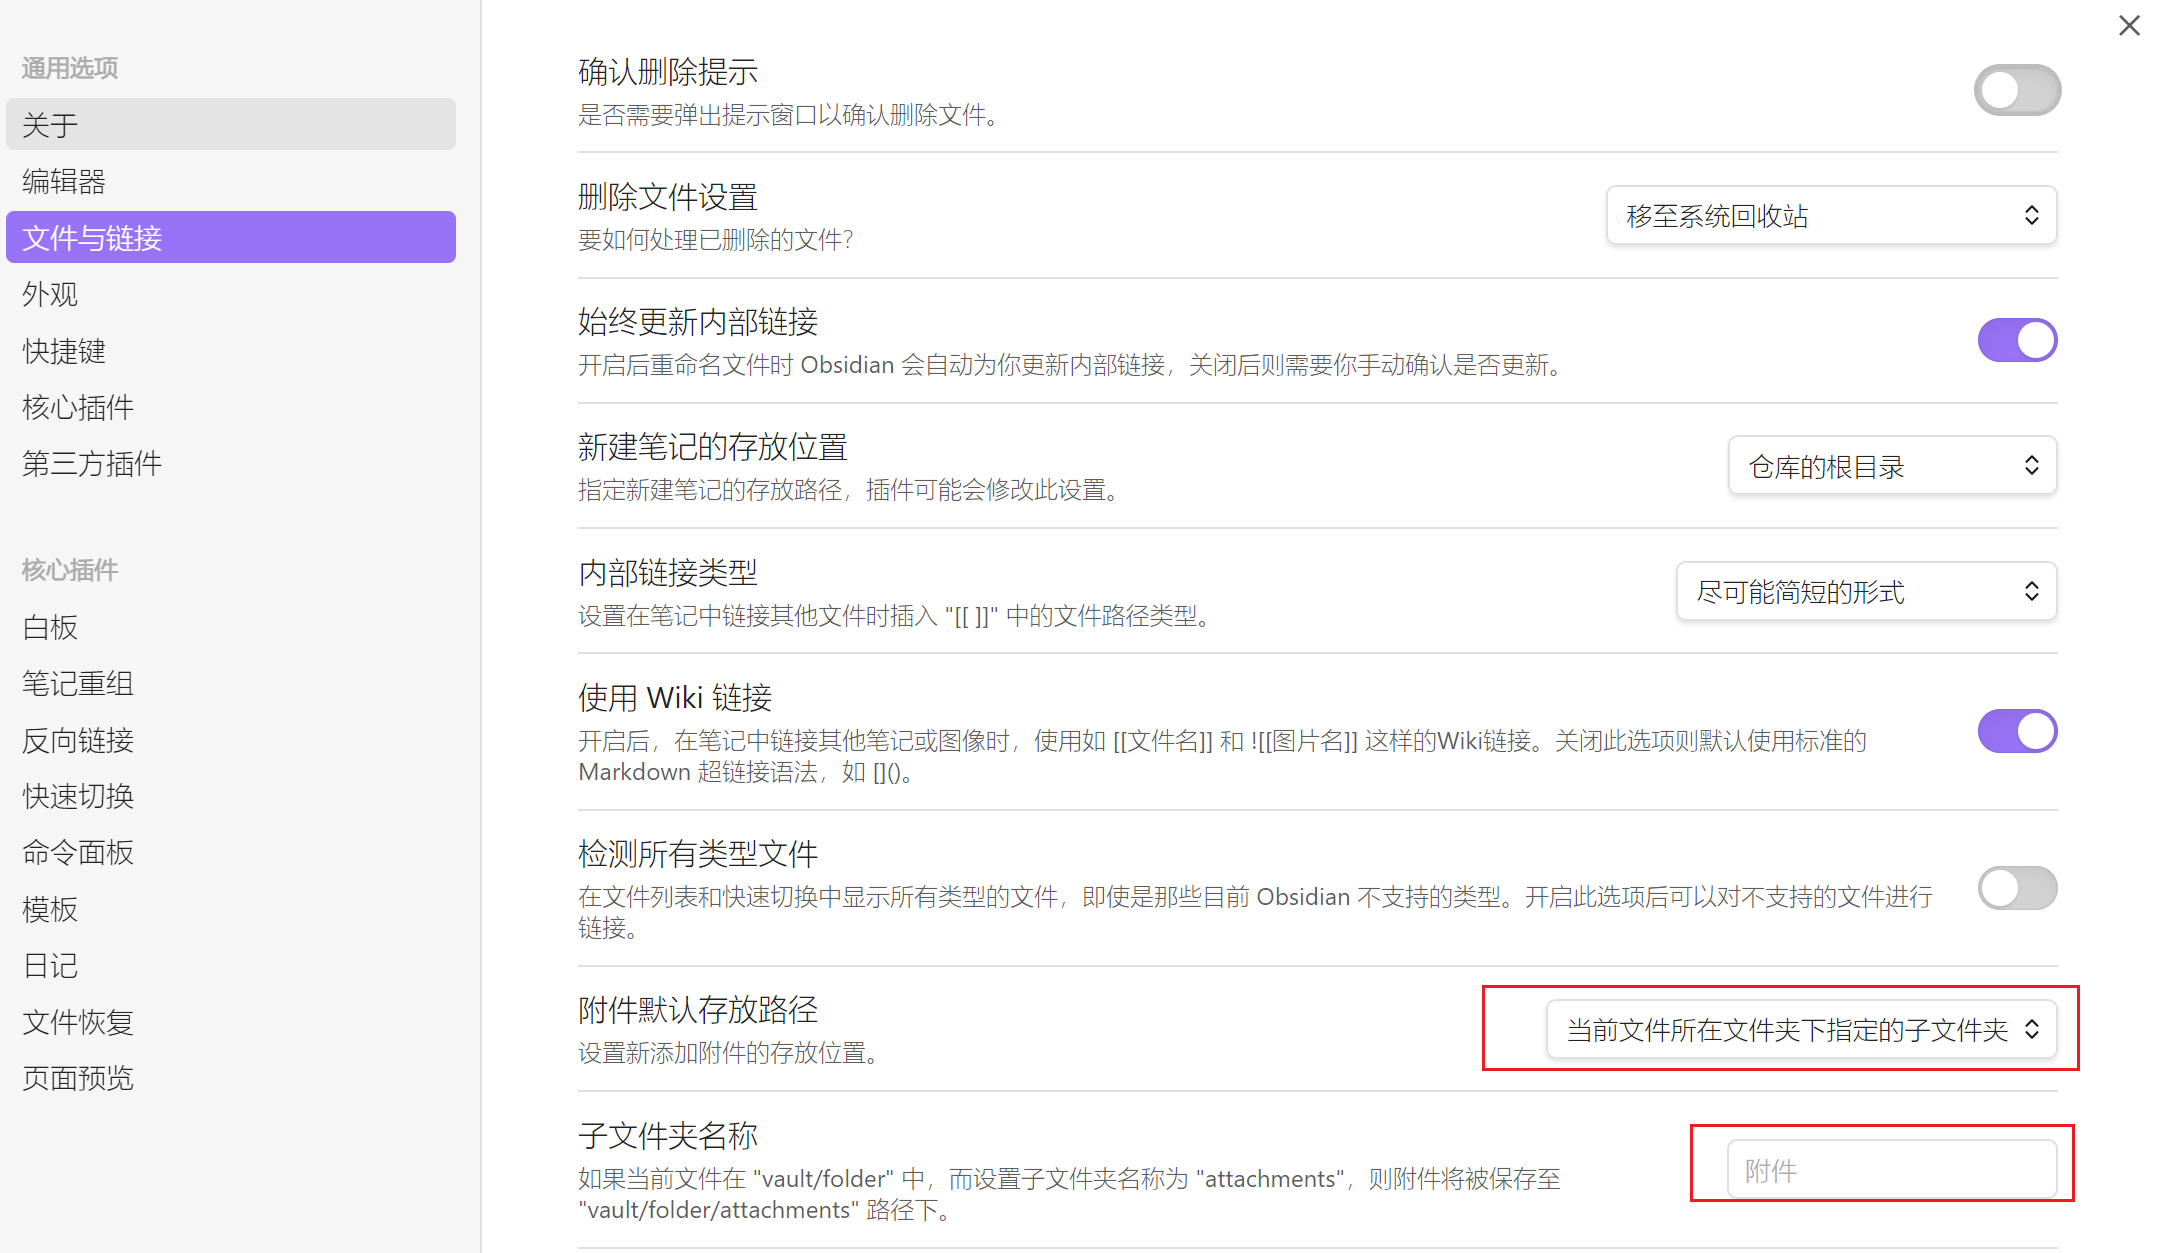 通用选项
关于
编辑器
文件与链接
外观
快捷键
核心插件
第三方插件
核心插件
白板
笔记重组
反向链接
快速切换
命令面板
模板
日记
文件恢复
页面预览
确认删除提示
是否需要弹出提示窗口以确认删除文件。
删除文件设置
要如何处理已删除的文件?
移至系统回收站
始终更新内部链接
开启后重命名文件时 Obsidian 会自动为你更新内部链接，关闭后则需要你手动确认是否更新。
新建笔记的存放位置
指定新建笔记的存放路径，插件可能会修改此设置。
仓库的根目录
内部链接类型
设置在笔记中链接其他文件时插入 "[[ ]]" 中的文件路径类型。
尽可能简短的形式
使用 Wiki 链接
开启后，在笔记中链接其他笔记或图像时，使用如 [[文件名]] 和 ![[图片名]] 这样的Wiki链接。关闭此选项则默认使用标准的
Markdown 超链接语法，如 []()。
检测所有类型文件
在文件列表和快速切换中显示所有类型的文件，即使是那些目前 Obsidian 不支持的类型。开启此选项后可以对不支持的文件进行
链接。
附件默认存放路径
设置新添加附件的存放位置。
当前文件所在文件夹下指定的子文件夹
子文件夹名称
如果当前文件在 "vault/folder" 中，而设置子文件夹名称为 "attachments"，则附件将被保存至
"vault/folder/attachments" 路径下。
附件